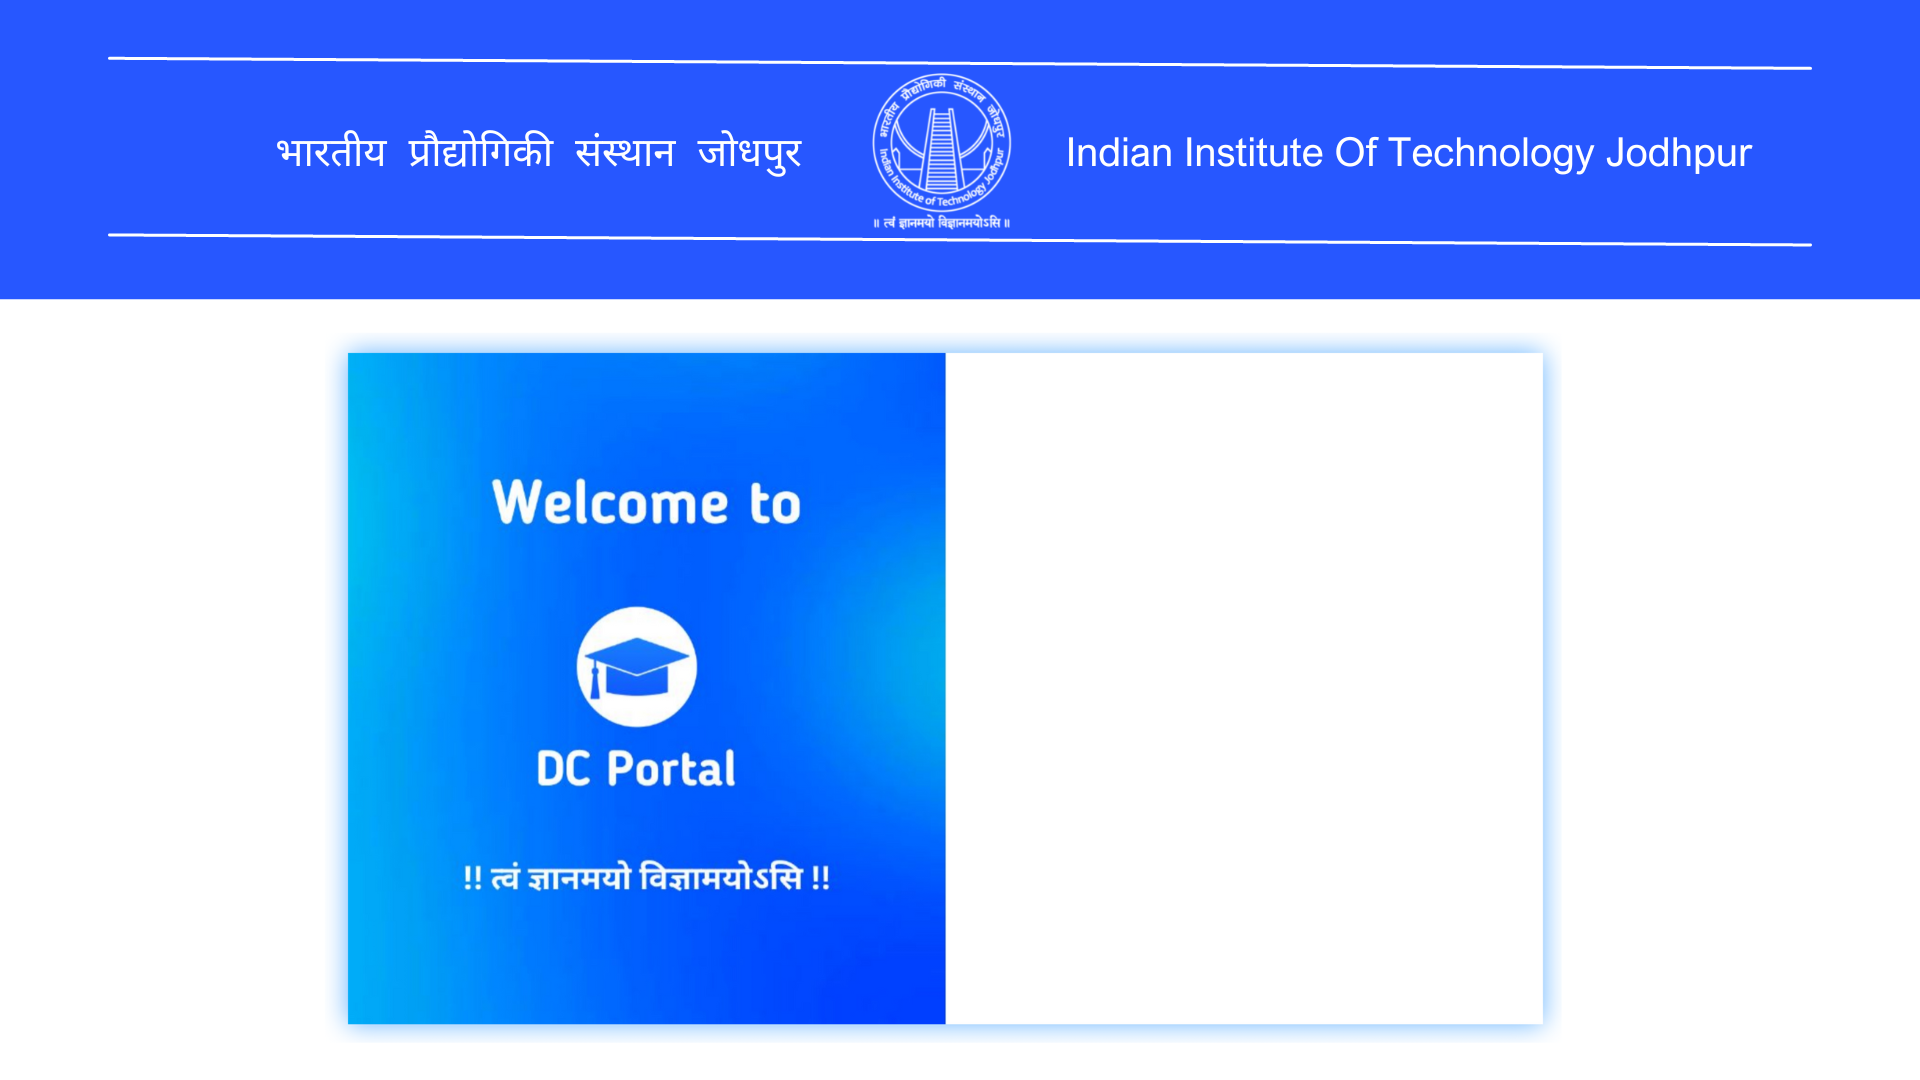 भारतीय प्रौद्योगिकी संस्थान जोधपुर
भारतीय प्रौद्योगिकी संस्थान जोधपुर
Indian Institute of Technology Jodhpur
॥ त्वं ज्ञानमयो विज्ञानमयोऽसि ॥
Indian Institute Of Technology Jodhpur
Welcome to
DC Portal
!! त्वं ज्ञानमयो विज्ञामयोऽसि !!